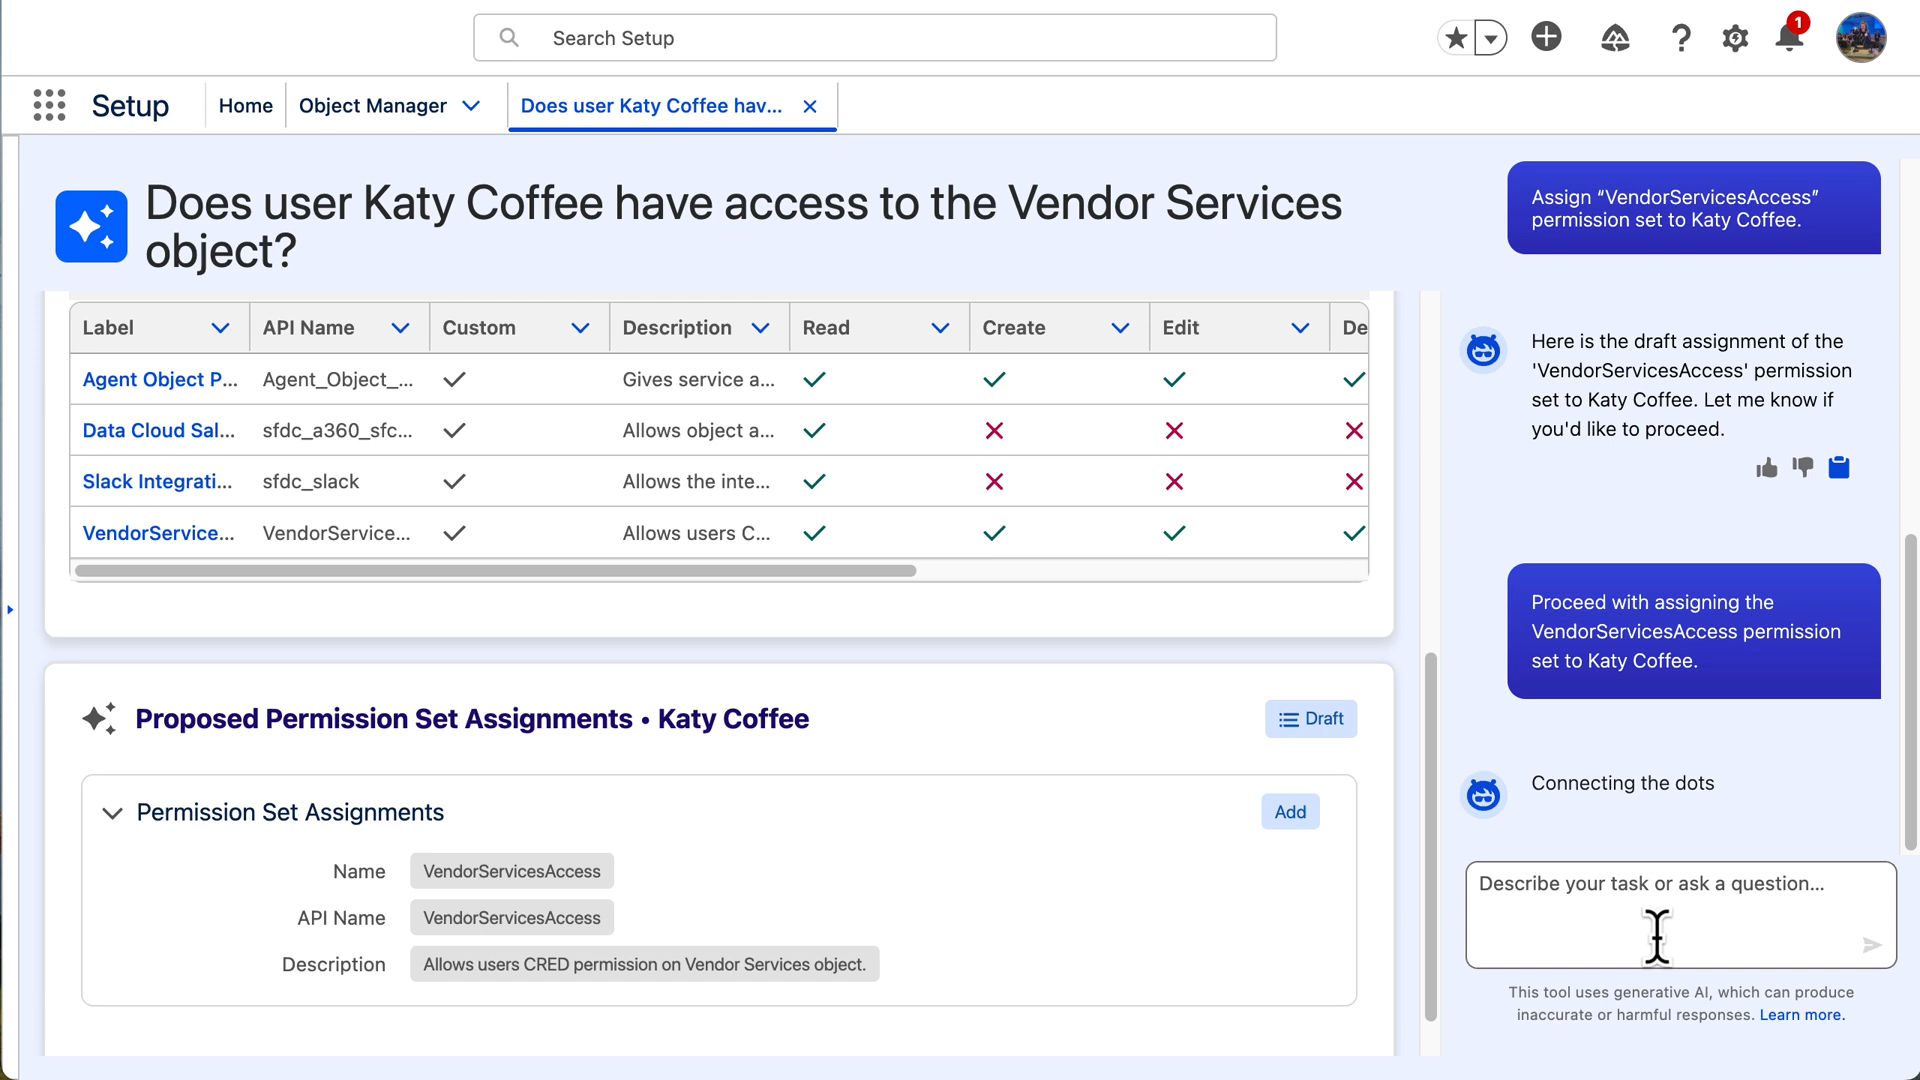 Search Setup
1
Setup
Home
Object Manager
Does user Katy Coffee hav...
Does user Katy Coffee have access to the Vendor Services
object?
Label
API Name
Custom
Description
Read
Create
Edit
De
Agent Object P...
Agent_Object_...
Gives service a...
Data Cloud Sal...
sfdc_a360_sfc...
Allows object a...
Slack Integrati...
sfdc_slack
Allows the inte...
VendorService...
VendorService...
Allows users C...
Proposed Permission Set Assignments • Katy Coffee
Draft
Permission Set Assignments
Add
Name
VendorServicesAccess
API Name
VendorServicesAccess
Description
Allows users CRED permission on Vendor Services object.
Assign “VendorServicesAccess”
permission set to Katy Coffee.
Here is the draft assignment of the
'VendorServicesAccess' permission
set to Katy Coffee. Let me know if
you'd like to proceed.
Proceed with assigning the
VendorServicesAccess permission
set to Katy Coffee.
Connecting the dots
Describe your task or ask a question...
This tool uses generative AI, which can produce
inaccurate or harmful responses. Learn more.